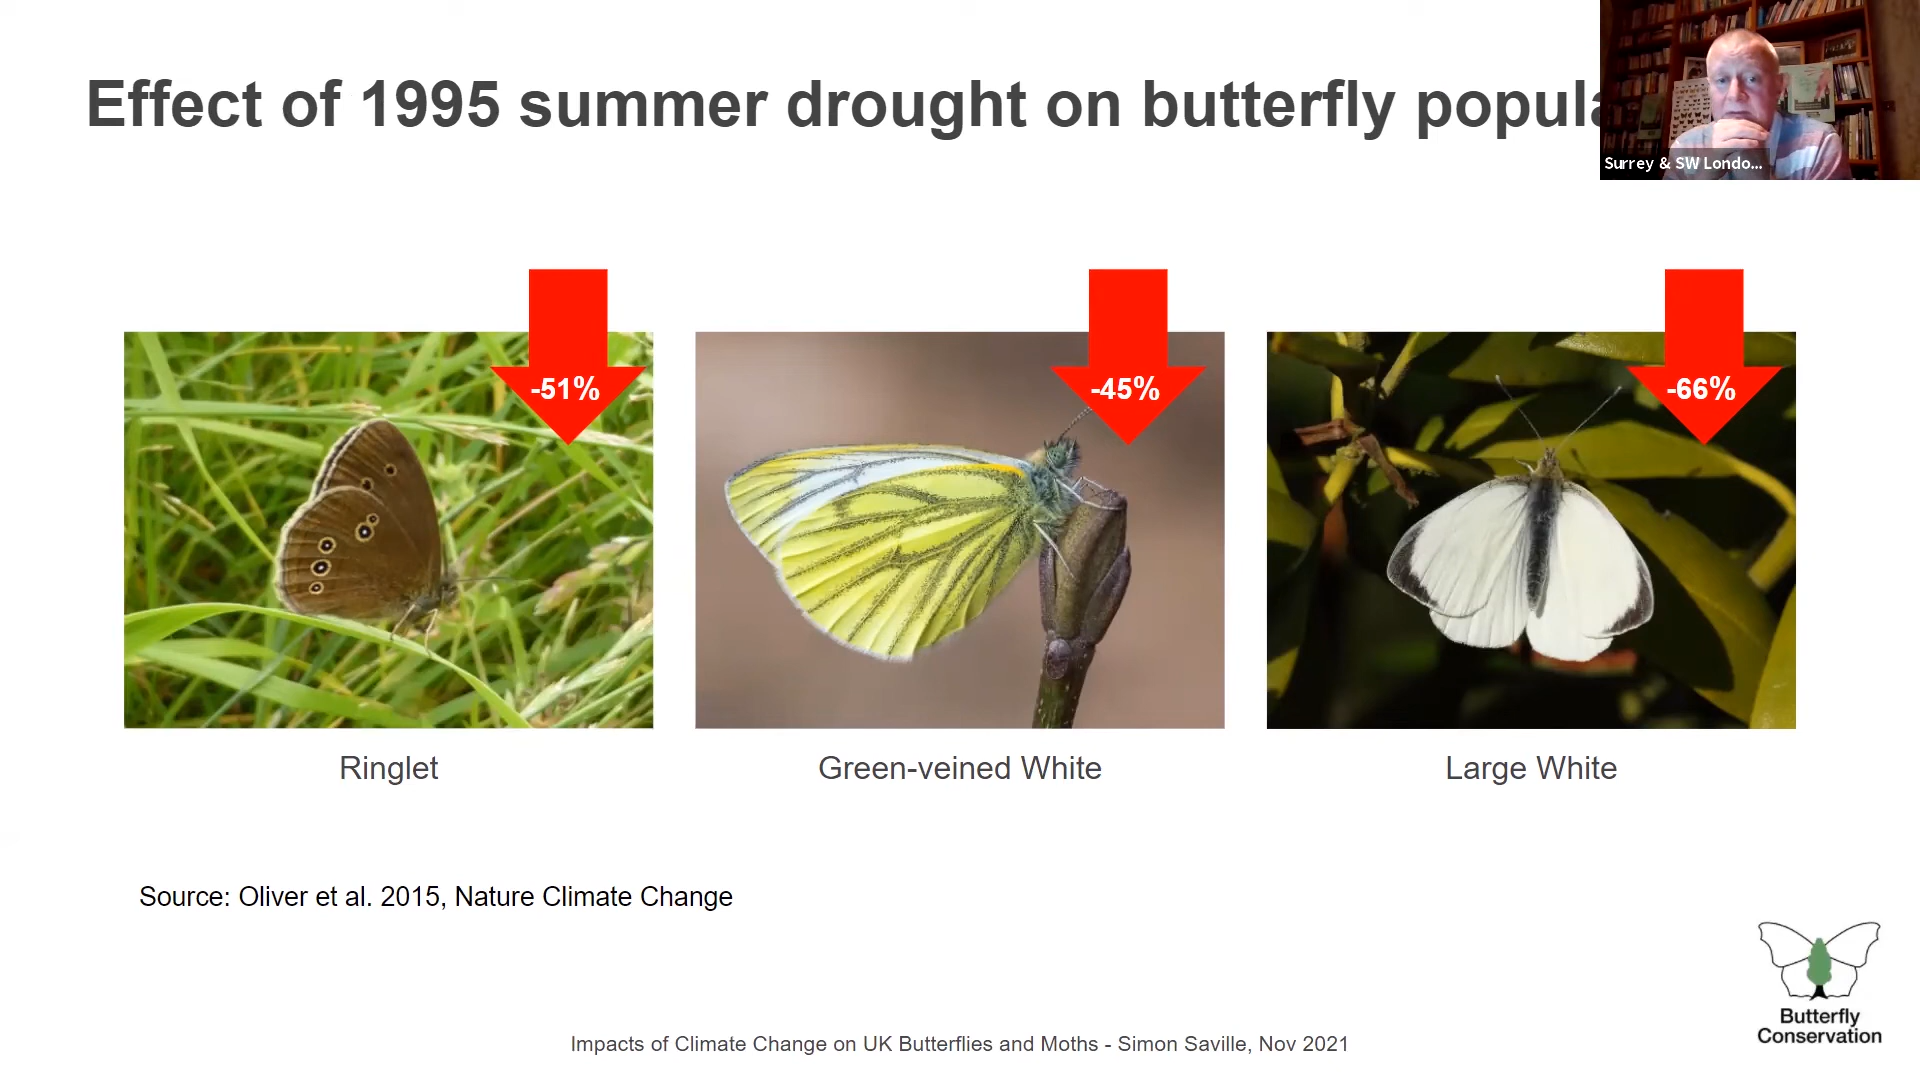 Effect of 1995 summer drought on butterfly popula
Surrey & SW Londo...
-51%
-45%
-66%
Ringlet
Green-veined White
Large White
Source: Oliver et al. 2015, Nature Climate Change
Butterfly
Conservation
Impacts of Climate Change on UK Butterflies and Moths - Simon Saville, Nov 2021